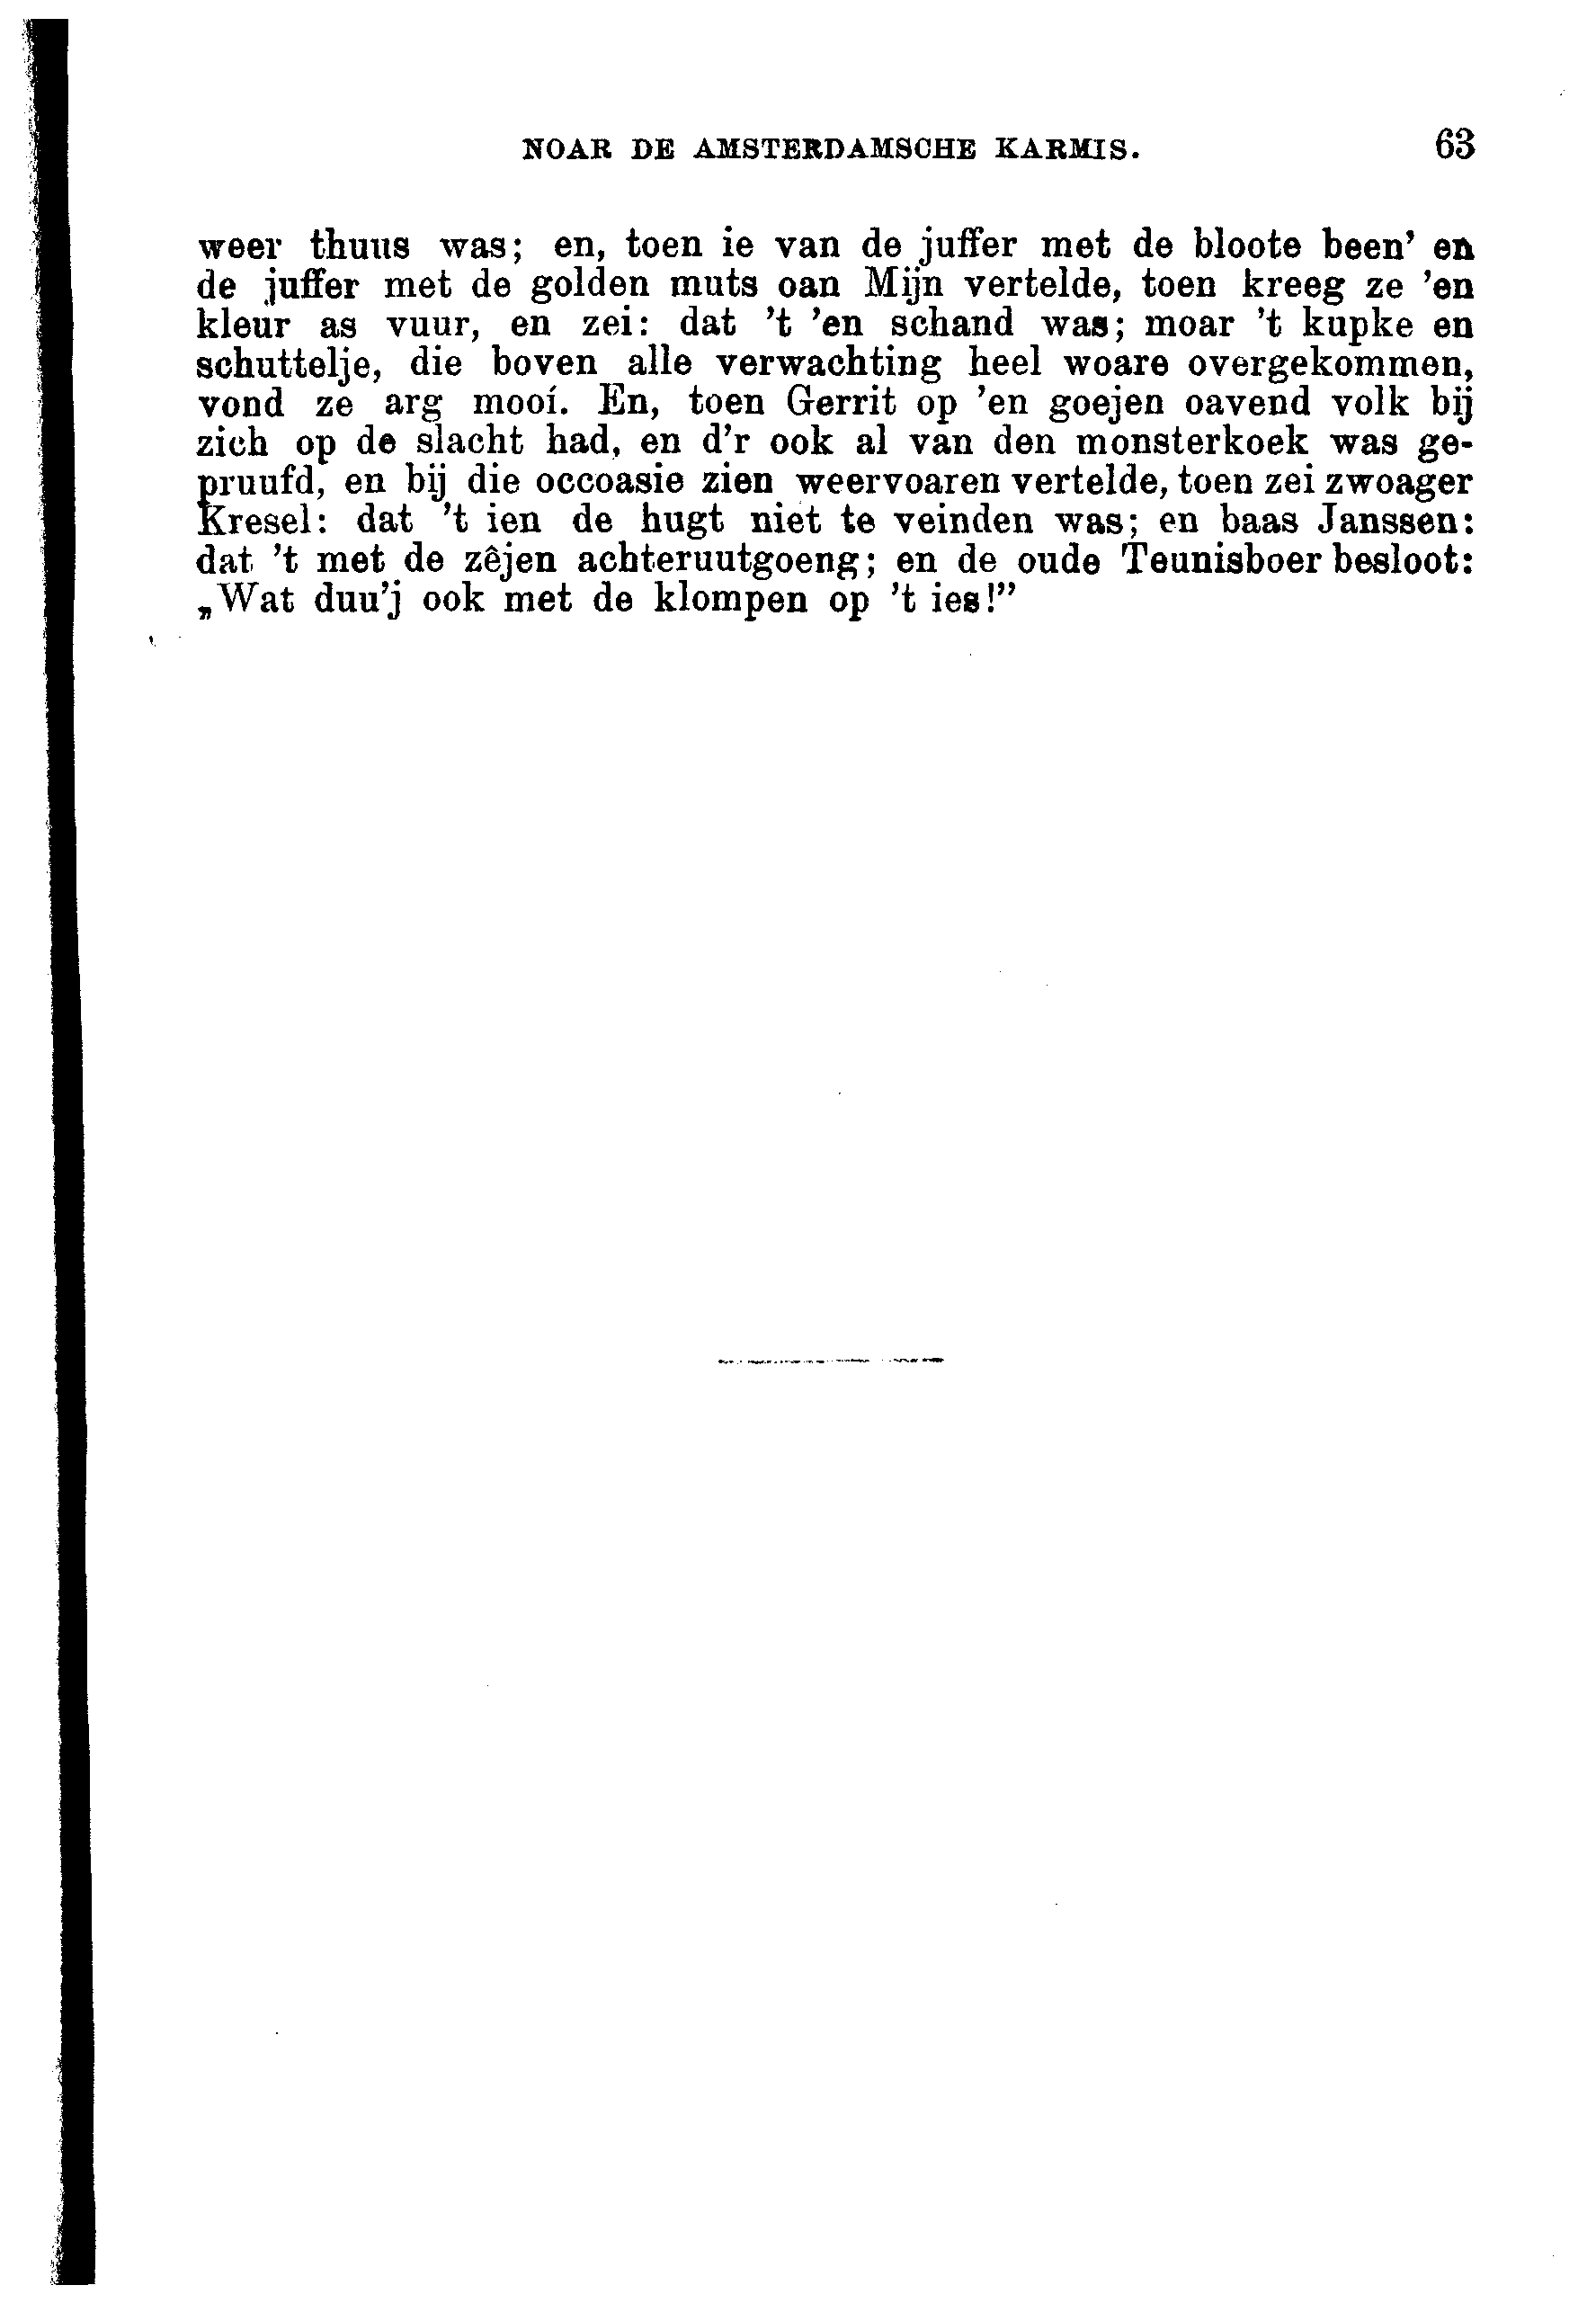 NOAR DE AMSTERDAMSCHE KARMIS. 63
weer thuus was; en, toen ie van de juffer met de bloote been’ en
de juffer met de golden muts oan Mijn vertelde, toen kreeg ze ’en
kleur as vuur, en zei: dat ’t ’en schand was; moar ’t kupke en
schuttelje, die boven alle verwachting heel woare overgekommen,
vond ze arg mooí. En, toen Gerrit op ’en goejen oavend volk bij
zich op de slacht had, en d’r ook al van den monsterkoek was ge-
pruufd, en bij die occoasie zien weervoaren vertelde, toen zei zwoager
Kresel: dat ’t ien de hugt niet te veinden was; en baas Janssen:
dat ’t met de zêjen achteruutgoeng; en de oude Teunisboer besloot:
„Wat duu’j ook met de klompen op ’t ies!”